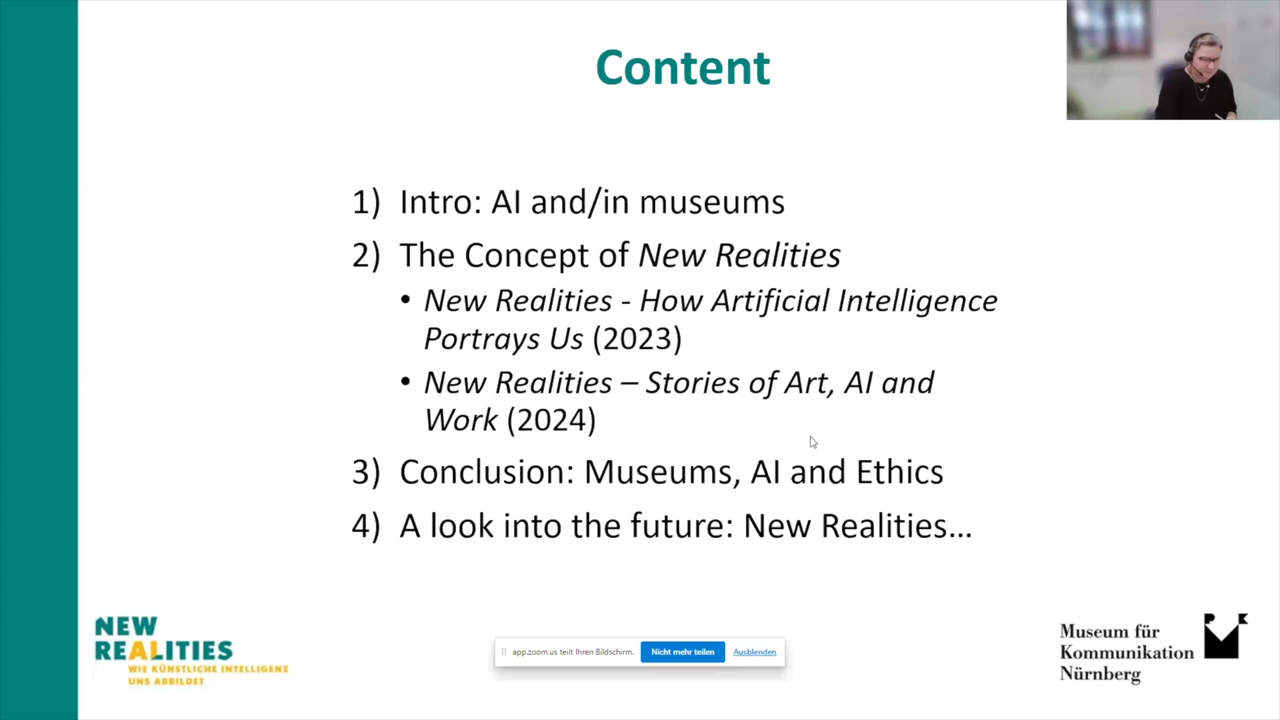 Content
1) Intro: AI and/in museums
2) The Concept of New Realities
• New Realities - How Artificial Intelligence
Portrays Us (2023)
• New Realities – Stories of Art, AI and
Work (2024)
3) Conclusion: Museums, AI and Ethics
4) A look into the future: New Realities...
NEW
REALITIES
WIE KÜNSTLICHE INTELLIGENZ
UNS ABBILDET
app.zoom.us teilt Ihren Bildschirm. Nicht mehr teilen Ausblenden
Museum für
Kommunikation
Nürnberg